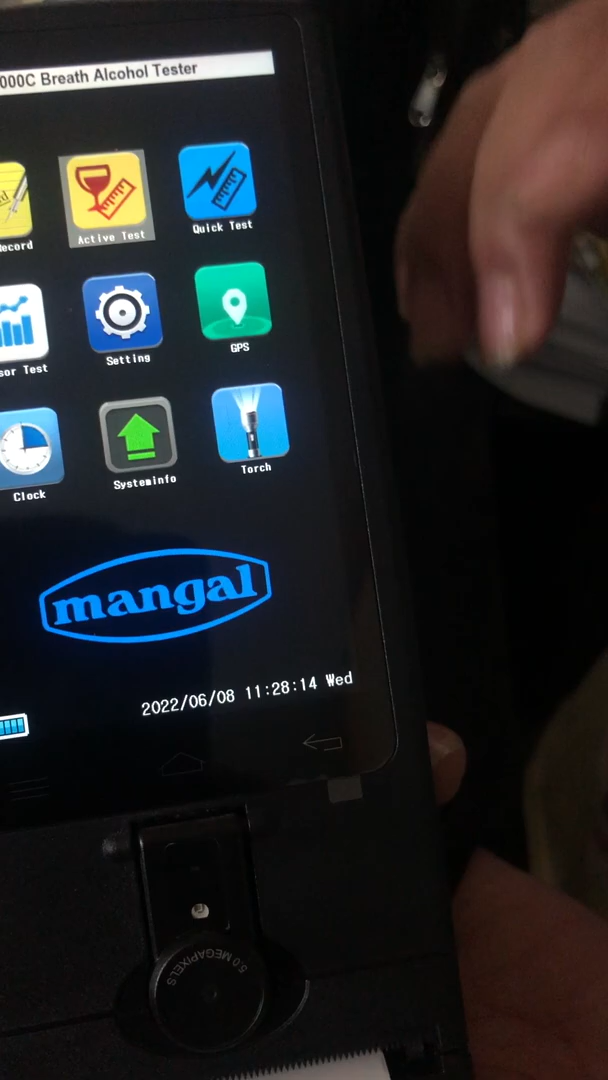 000C Breath Alcohol Tester
Record
Active Test
Quick Test
sor Test
Setting
GPS
Clock
Systeminfo
Torch
mangal
2022/06/08 11:28:14 Wed
5.0 MEGAPIXELS